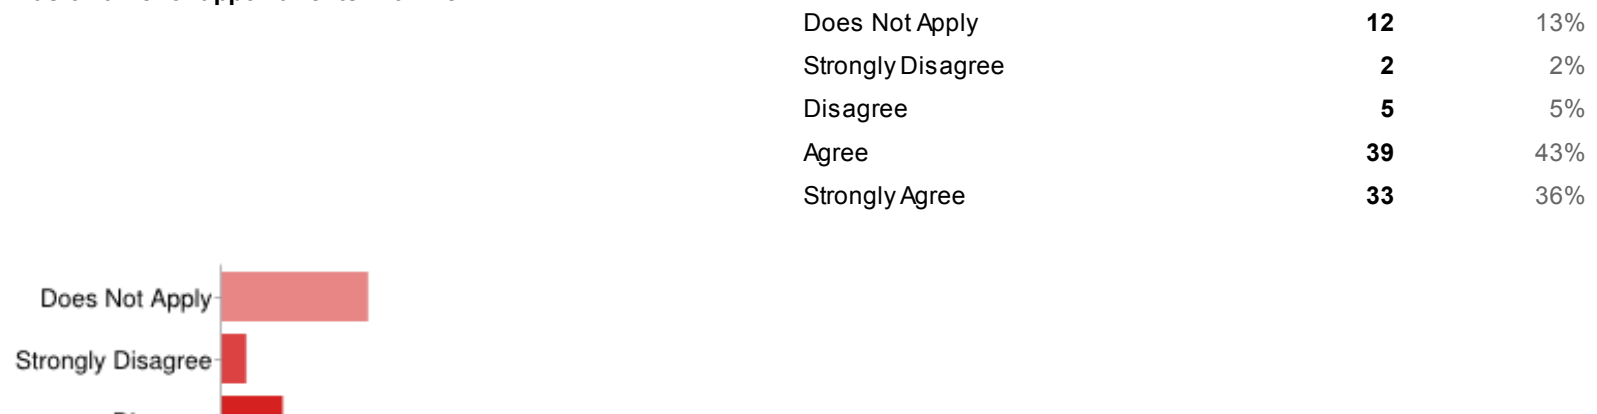 Does Not Apply 12 13%
Strongly Disagree 2 2%
Disagree 5 5%
Agree 39 43%
Strongly Agree 33 36%
Does Not Apply
Strongly Disagree